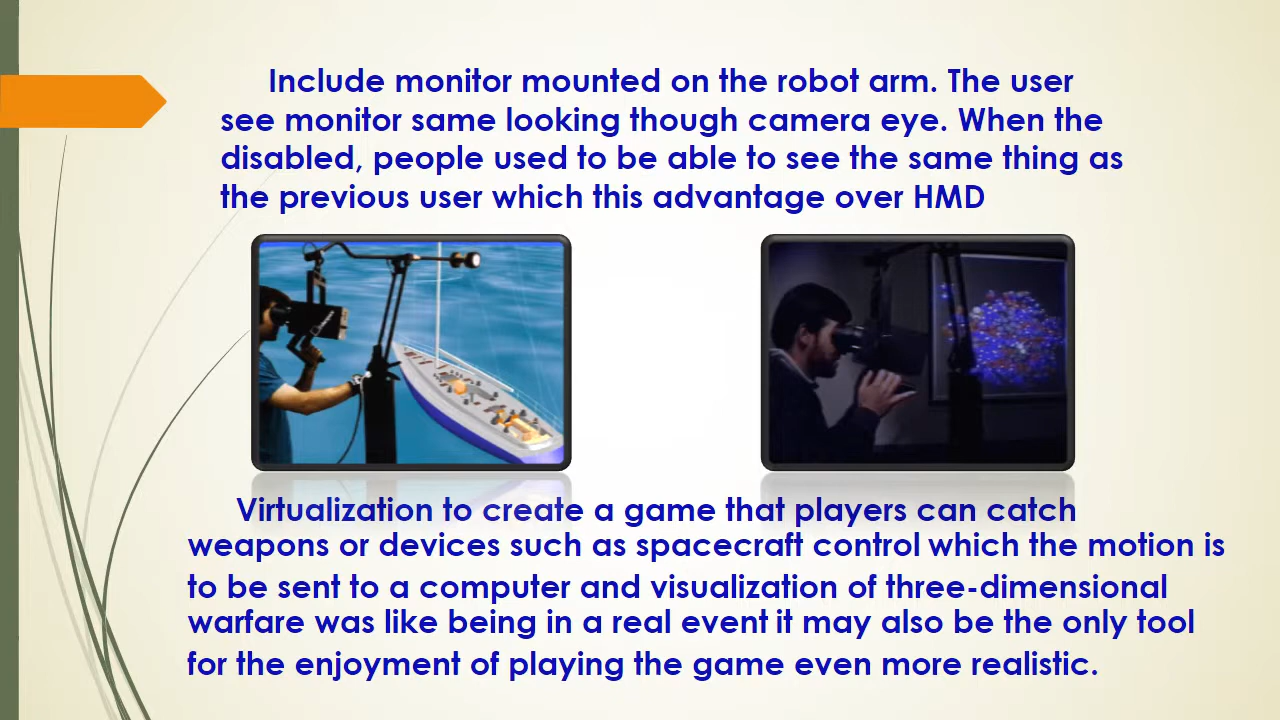 Include monitor mounted on the robot arm. The user
see monitor same looking though camera eye. When the
disabled, people used to be able to see the same thing as
the previous user which this advantage over HMD
Virtualization to create a game that players can catch
weapons or devices such as spacecraft control which the motion is
to be sent to a computer and visualization of three-dimensional
warfare was like being in a real event it may also be the only tool
for the enjoyment of playing the game even more realistic.